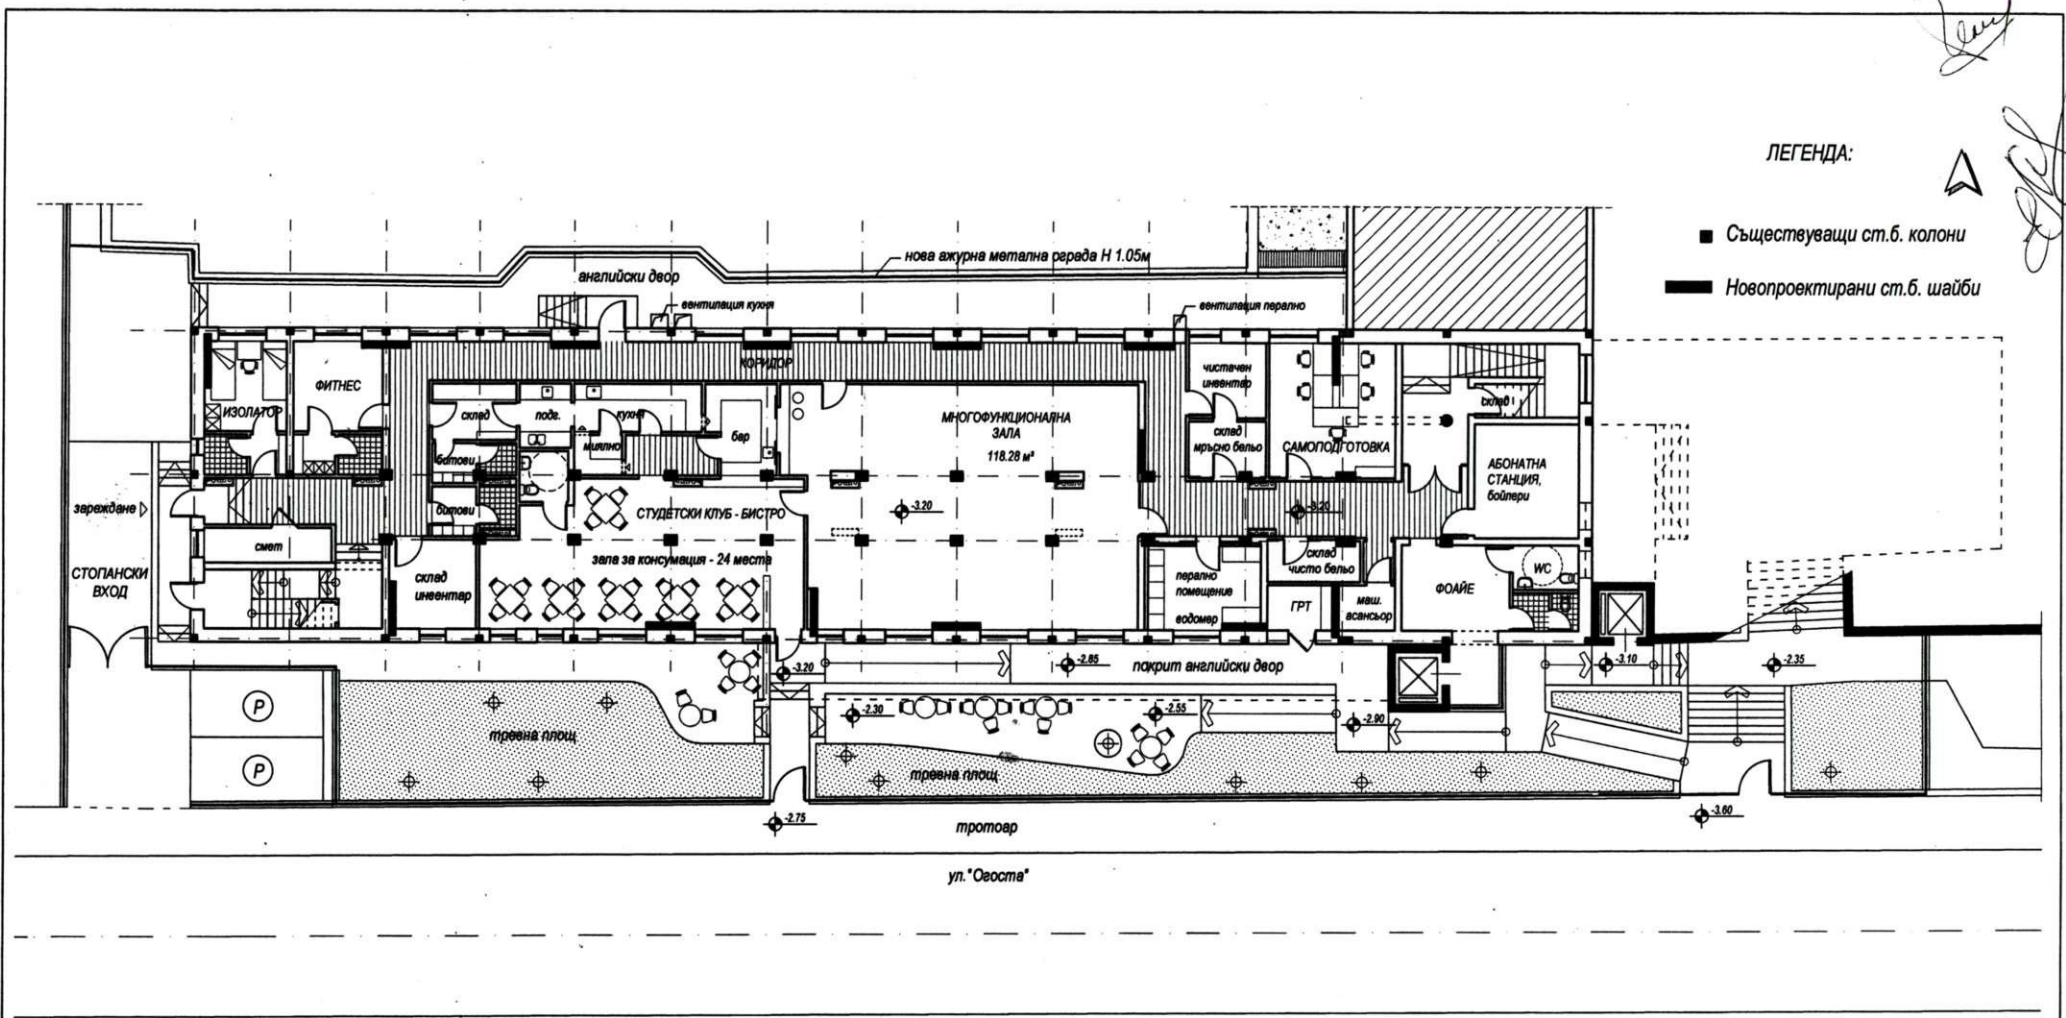 ЛЕГЕНДА:
Съществуващи ст.б. колони
Новопроектирани ст.б. шайби
нова ажурна метална ограда Н 1.05м
английски двор
вентилация кухня
вентилация перално
КОРИДОР
ФИТНЕС
ИЗОЛАТОР
склад
подг.
кухня
миялно
бар
МНОГОФУНКЦИОНАЛНА
ЗАЛА
118.28 м²
чистачен
инвентар
склад
мръсно бельо
САМОПОДГОТОВКА
склад
АБОНАТНА
СТАНЦИЯ,
бойлери
битови
битови
зареждане
СТУДЕТСКИ КЛУБ - БИСТРО
-3.20
-3.20
смет
зала за консумация - 24 места
СТОПАНСКИ
ВХОД
склад
инвентар
перално
помещение
водомер
склад
чисто бельо
ГРТ
маш.
асансьор
ФОАЙЕ
WC
-3.20
-2.85
покрит английски двор
-3.10
-2.35
P
P
тревна площ
-2.30
-2.55
-2.90
тревна площ
-2.75
тротоар
-3.60
ул."Огоста"